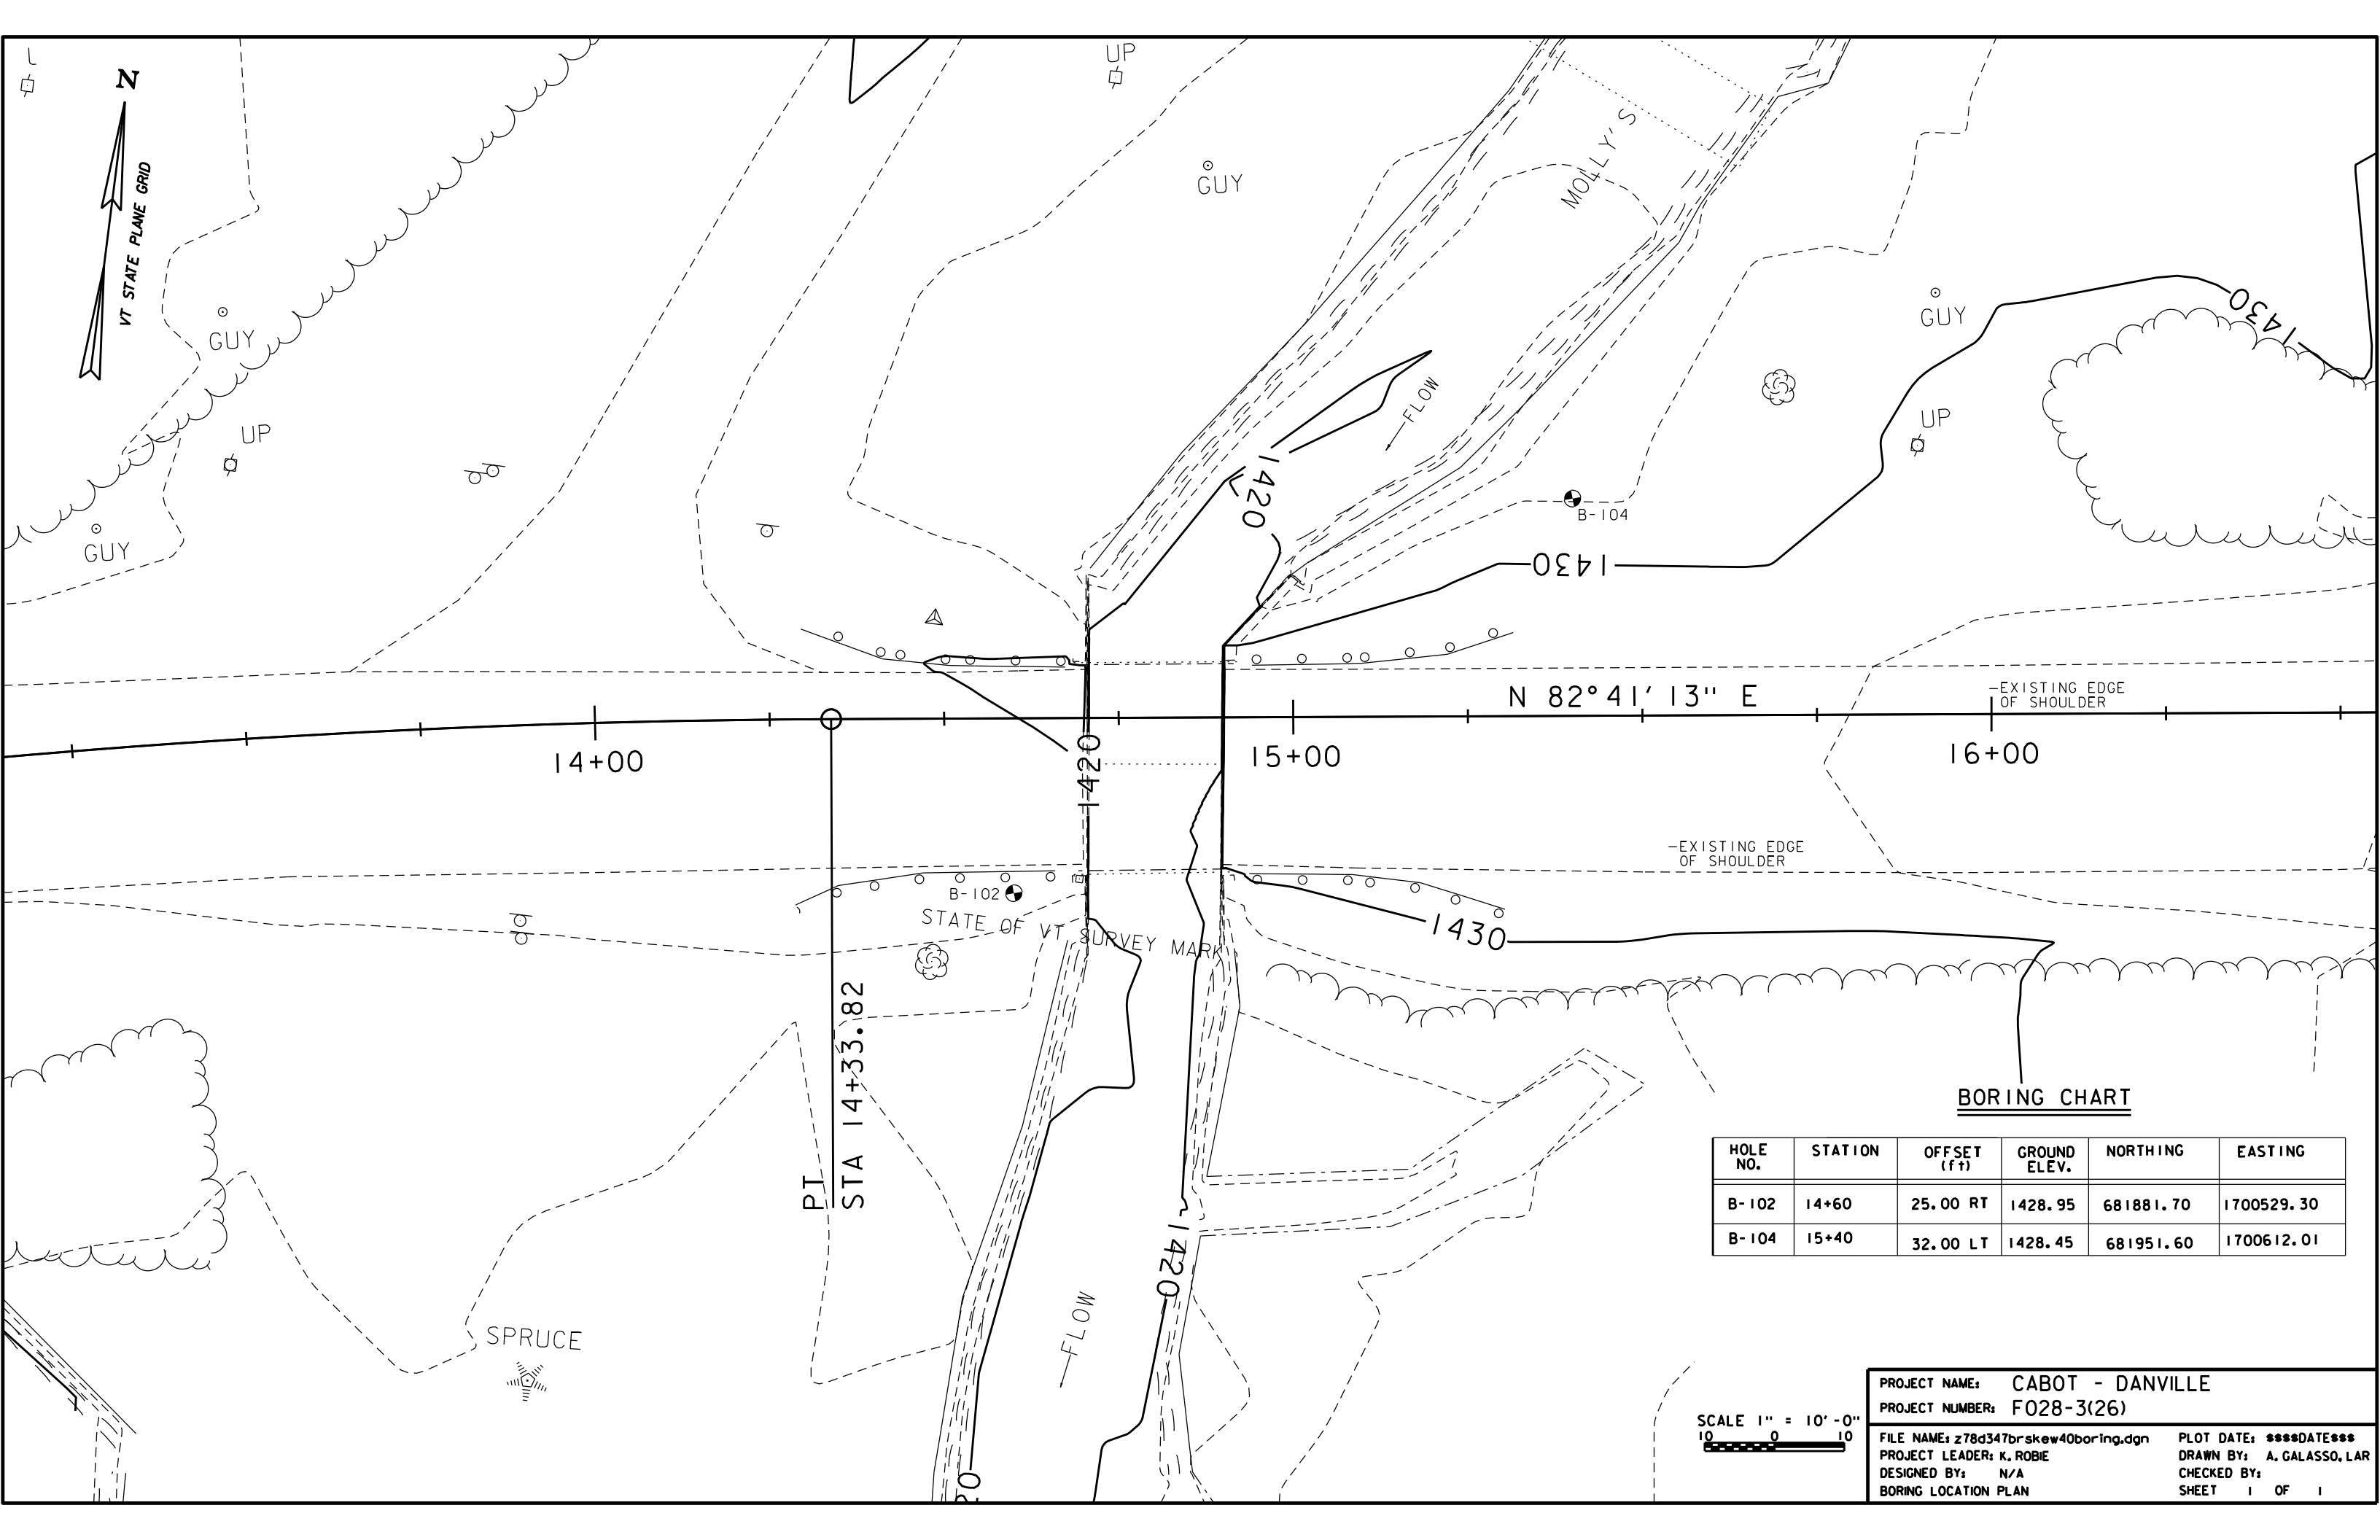 UP
N
VT STATE PLANE GRID
MOLLY'S
GUY
GUY
GUY
1430
FLOW
UP
UP
1420
B-104
GUY
1430
N 82°41'13" E
EXISTING EDGE
OF SHOULDER
14+00
1420
15+00
16+00
EXISTING EDGE
OF SHOULDER
B-102
STATE OF VT SURVEY MARK
1430
PT
STA 14+33.82
BORING CHART
HOLE NO. STATION OFFSET (ft) GROUND ELEV. NORTHING EASTING
B-102 14+60 25.00 RT 1428.95 681881.70 1700529.30
B-104 15+40 32.00 LT 1428.45 681951.60 1700612.01
1420
FLOW
SPRUCE
SCALE 1" = 10'-0"
10 0 10
PROJECT NAME: CABOT - DANVILLE
PROJECT NUMBER: F028-3(26)
FILE NAME: z78d347brskew40boring.dgn PLOT DATE: $$$$DATE$$$
PROJECT LEADER: K. ROBIE DRAWN BY: A. GALASSO, LAR
DESIGNED BY: N/A CHECKED BY:
BORING LOCATION PLAN SHEET 1 OF 1